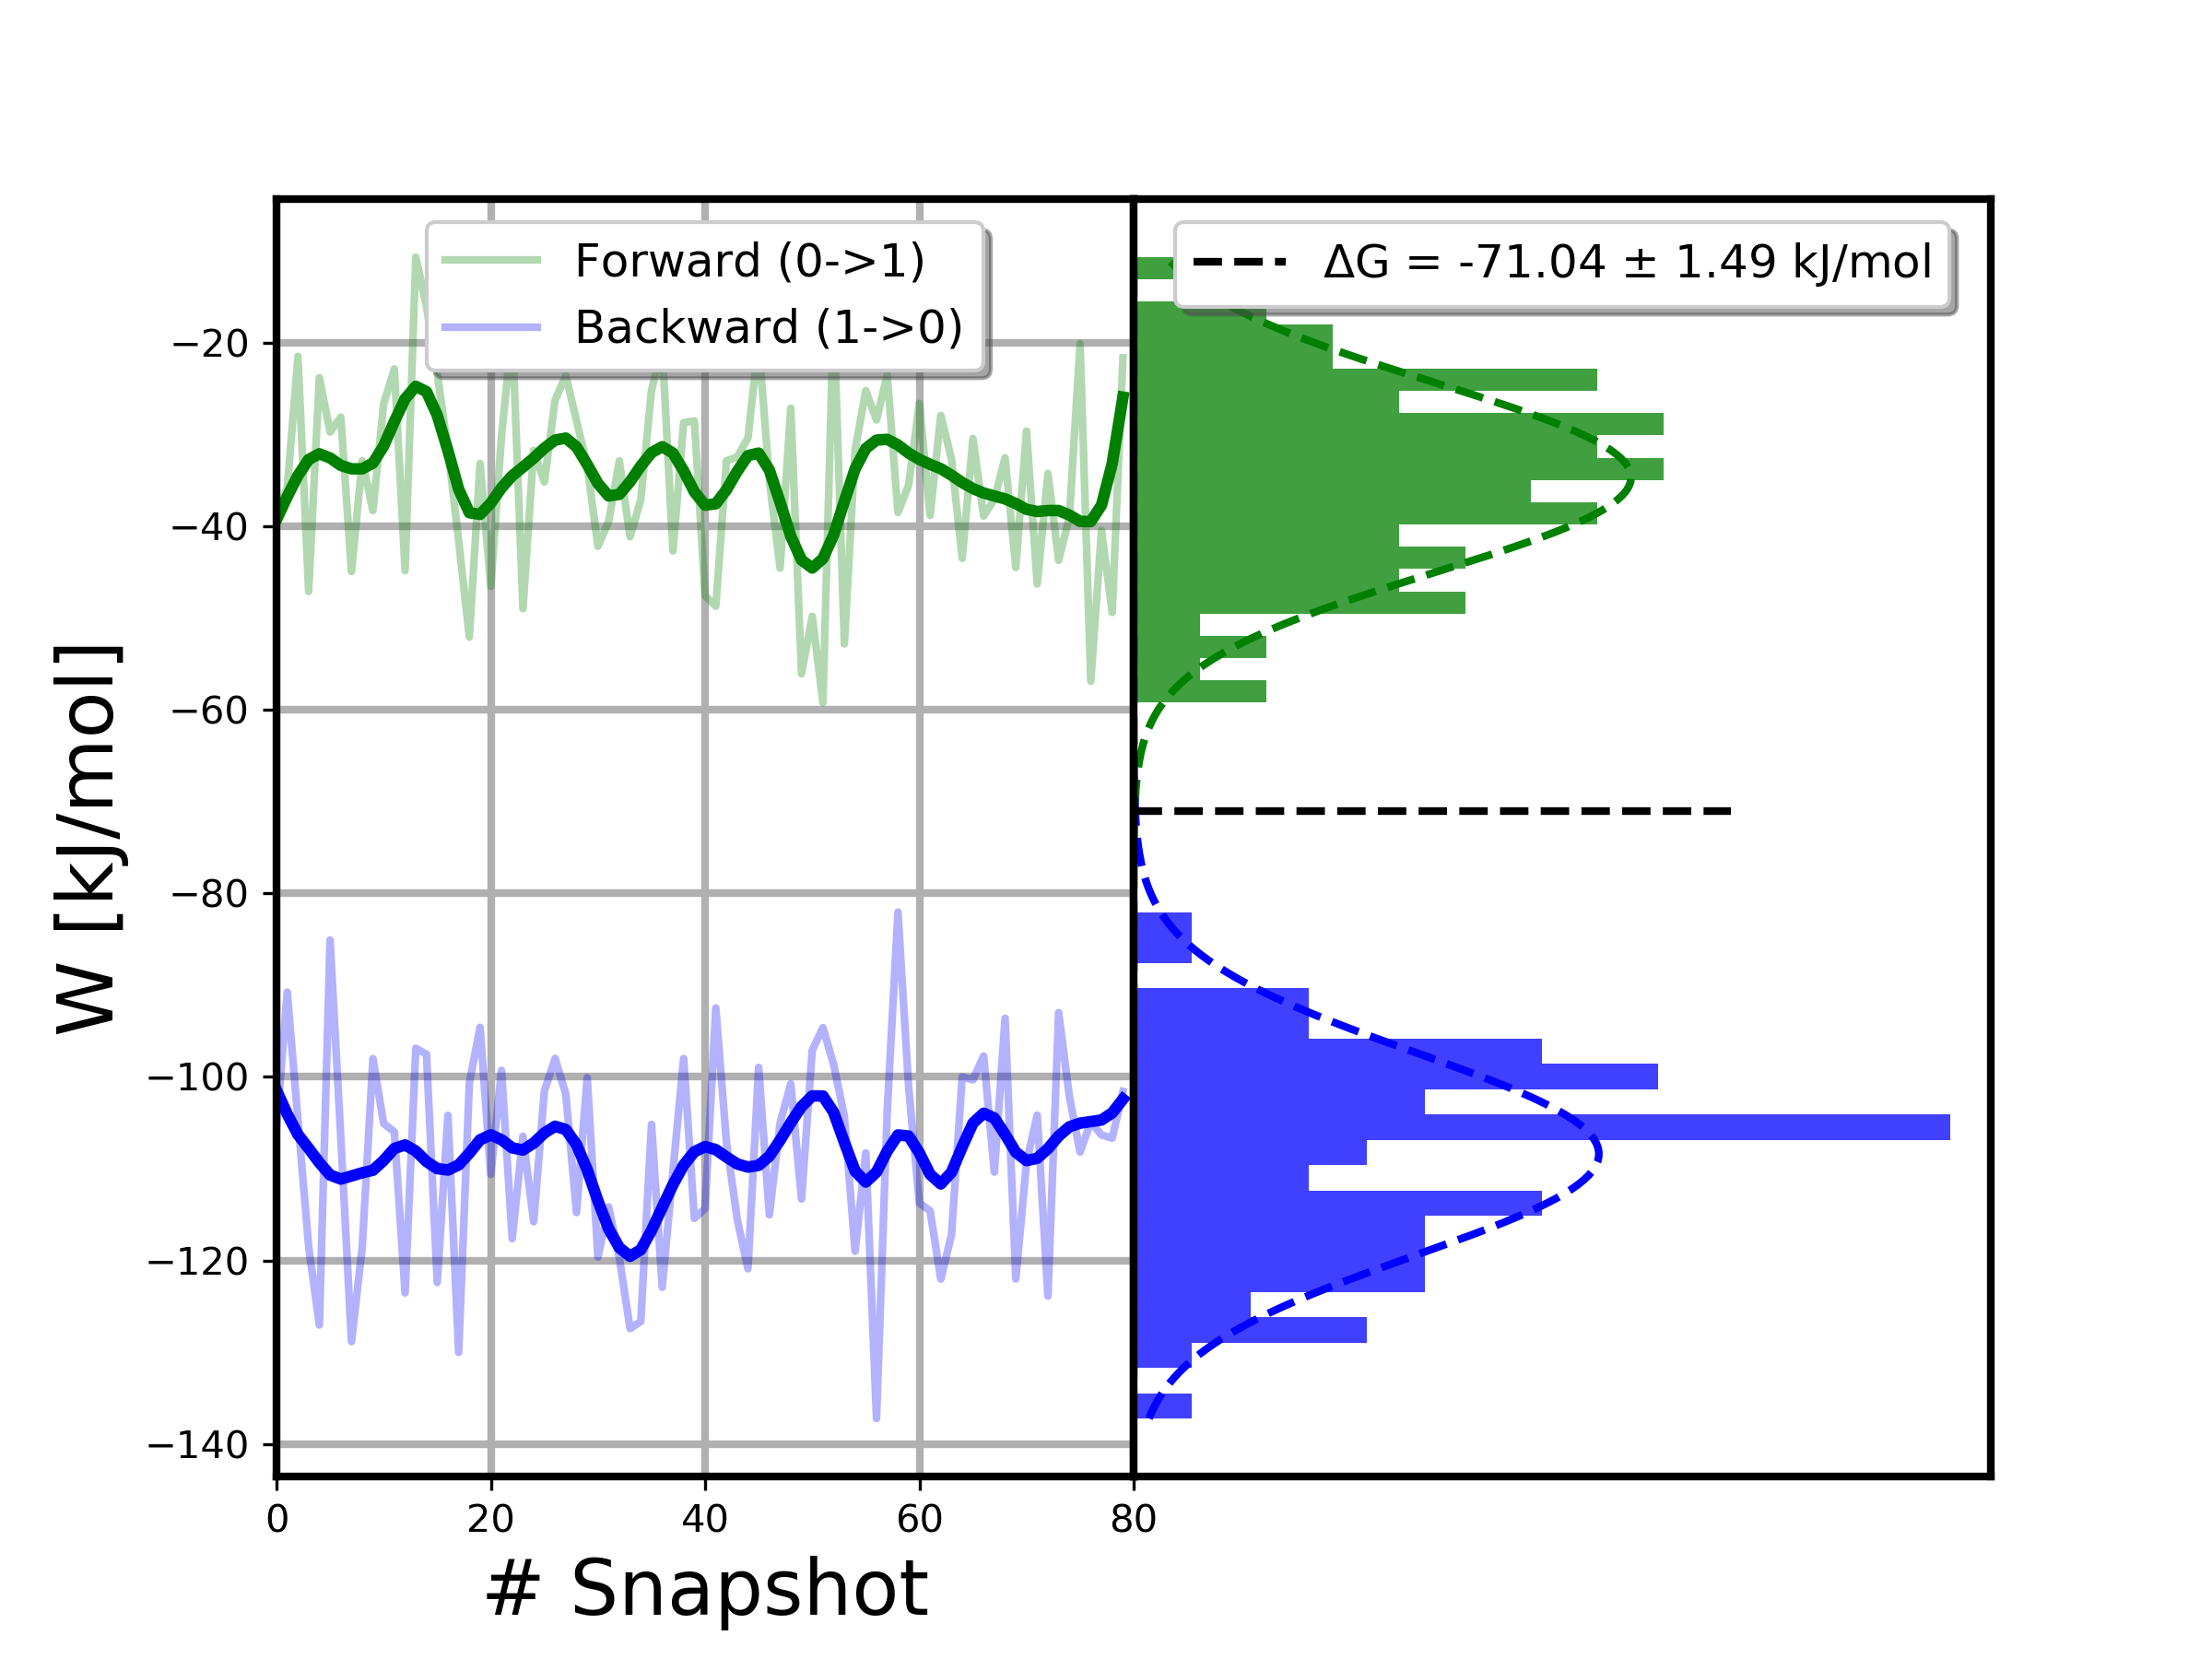 Forward (0->1)
Backward (1->0)
ΔG = -71.04 ± 1.49 kJ/mol
W [kJ/mol]
−20
−40
−60
−80
−100
−120
−140
0 20 40 60 80
# Snapshot